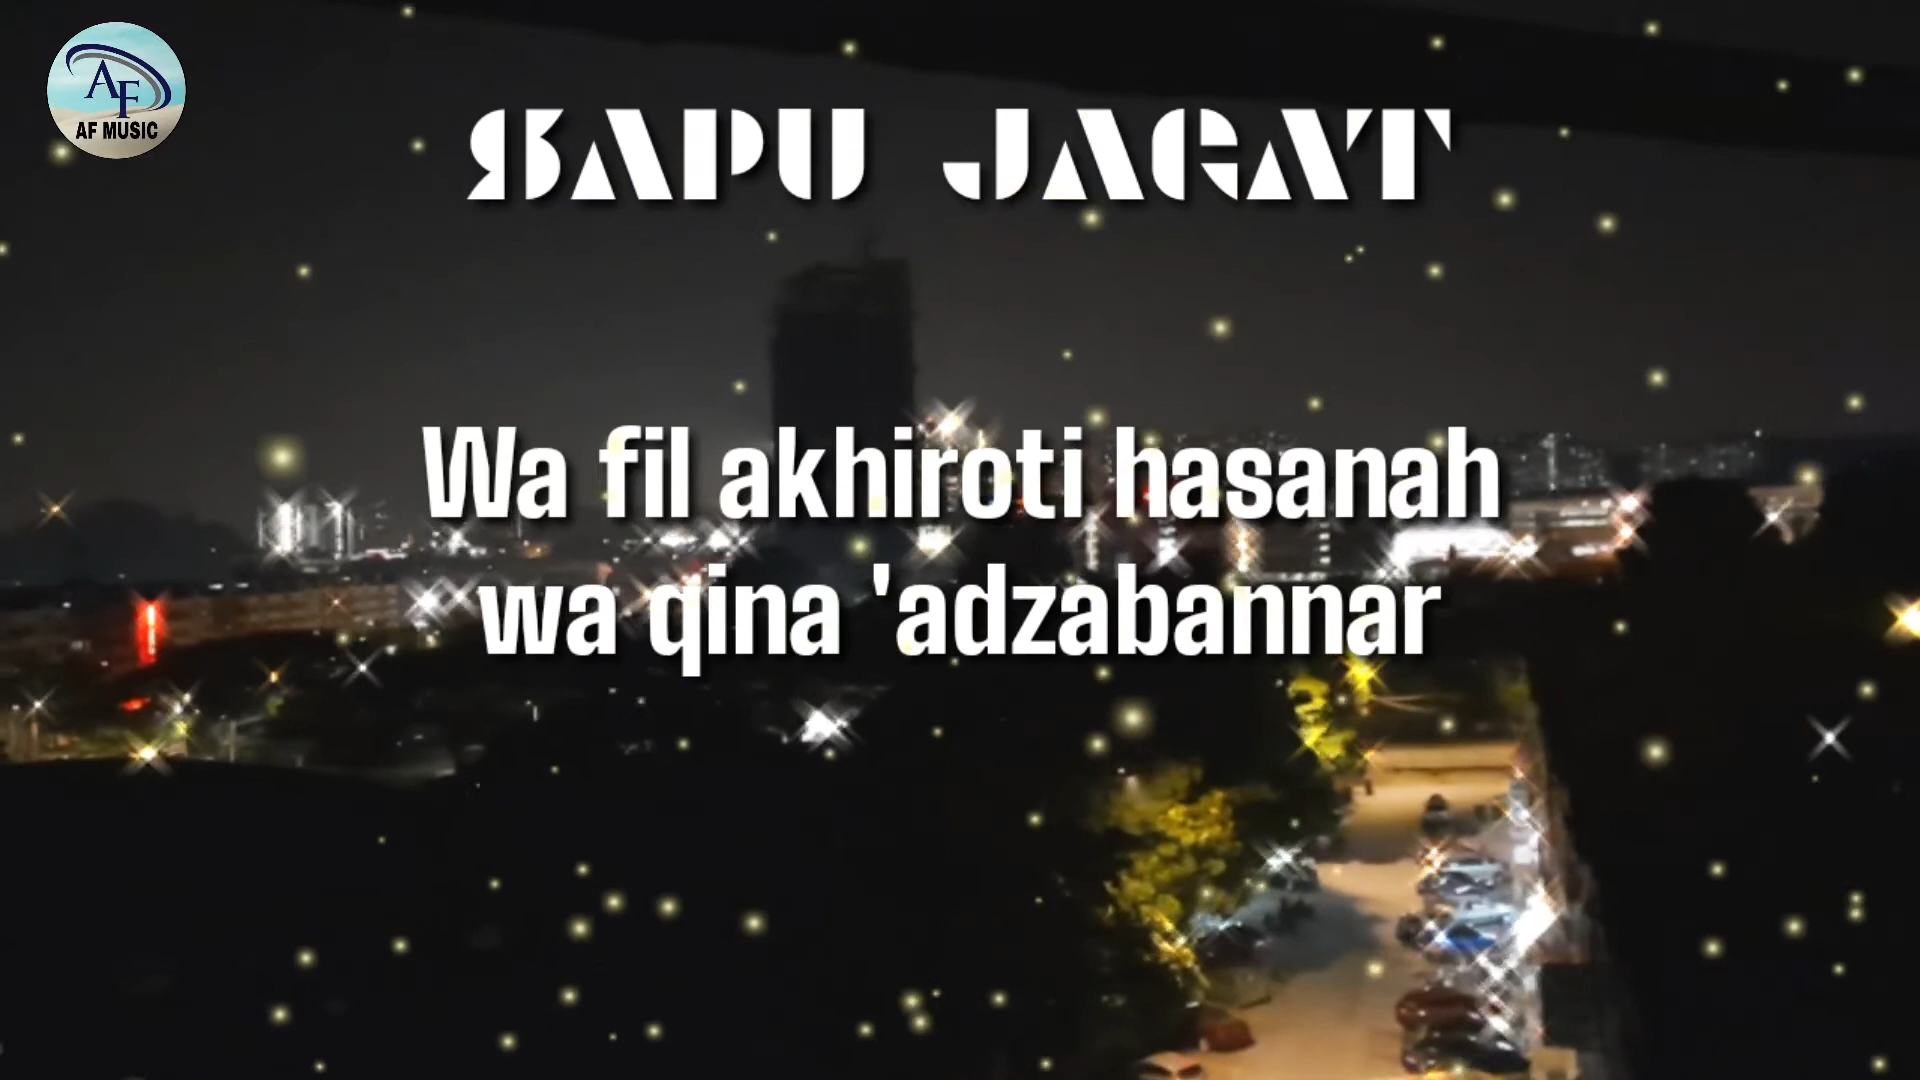 AF
AF MUSIC
SAPU JAGAT
Wa fil akhiroti hasanah
wa qina 'adzabannar